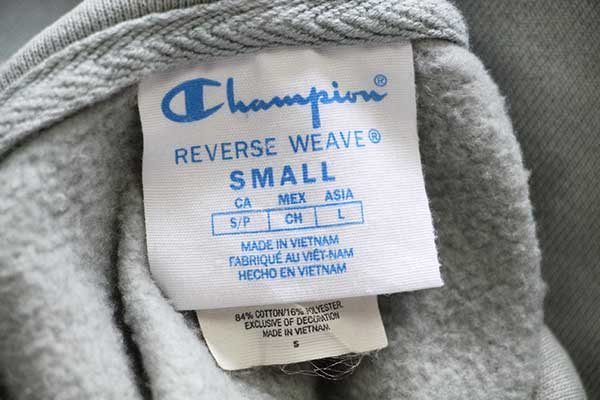 Champion®
REVERSE WEAVE®
SMALL
CA MEX ASIA
S/P CH L
MADE IN VIETNAM
FABRIQUÉ AU VIÊT-NAM
HECHO EN VIETNAM
84% COTTON/16% POLYESTER
EXCLUSIVE OF DECORATION
MADE IN VIETNAM
S